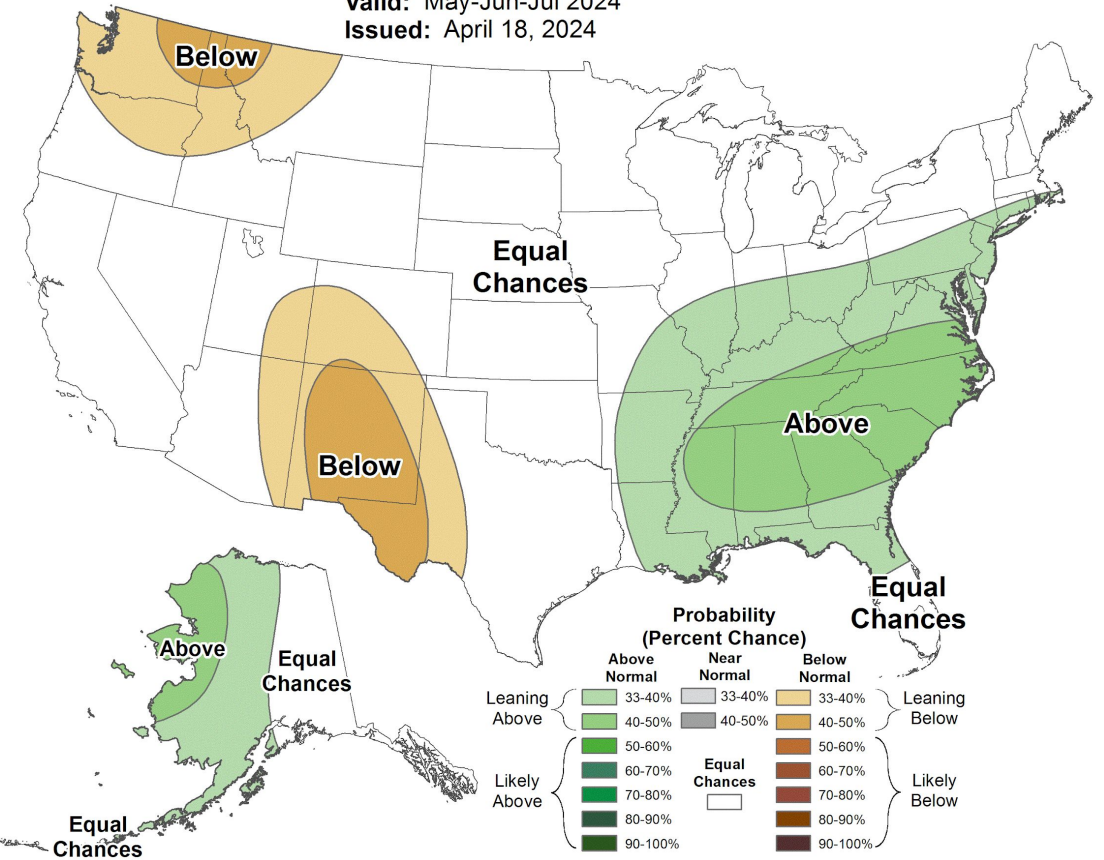 Valid: May-Jun-Jul 2024
Issued: April 18, 2024
Below
Equal
Chances
Above
Below
Equal
Chances
Above
Equal
Chances
Equal
Chances
Probability
(Percent Chance)
Above
Normal
Near
Normal
Below
Normal
Leaning
Above
33-40% 33-40% 33-40%
40-50% 40-50% 40-50%
Leaning
Below
Likely
Above
50-60% 50-60%
60-70% 60-70%
70-80% 70-80%
80-90% 80-90%
90-100% 90-100%
Equal
Chances
Likely
Below